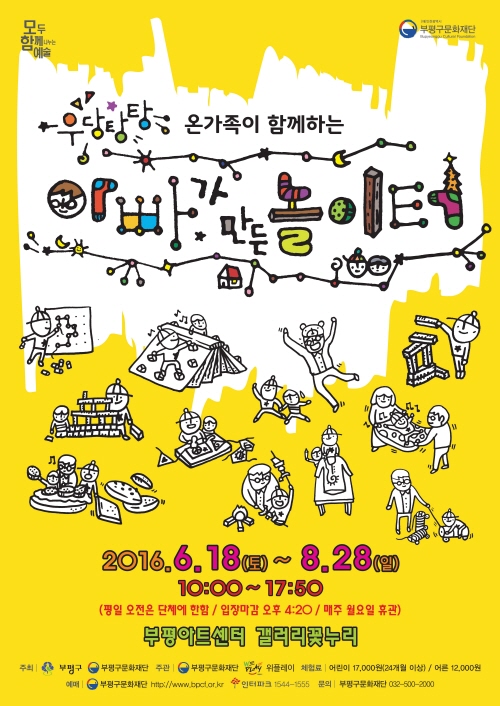 모두
함께 나누는
예술
부평구문화재단
우당탕탕 온가족이 함께하는
아빠가 만든 놀이터
2016.6.18(토) ~ 8.28(일)
10:00 ~ 17:50
(평일 오전은 단체에 한함 / 입장마감 오후 4:20 / 매주 월요일 휴관)
부평아트센터 갤러리꽃누리
주최 | 부평구 부평구문화재단 주관 | 부평구문화재단 위플레이 체험료 | 어린이 17,000원(24개월 이상) / 어른 12,000원
예매 | 부평구문화재단 http://www.bpcf.or.kr 인터파크 1544-1555 문의 | 부평구문화재단 032-500-2000